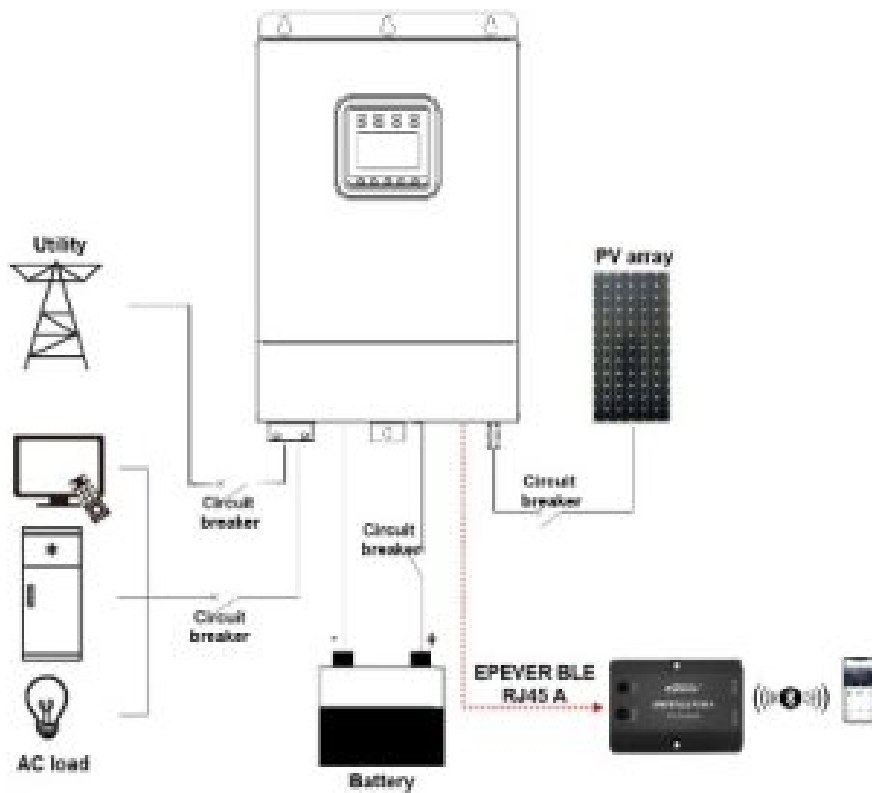 Utility
PV array
Circuit
breaker
Circuit
breaker
Circuit
breaker
Circuit
breaker
- +
EPEVER BLE
RJ45 A
AC load
Battery